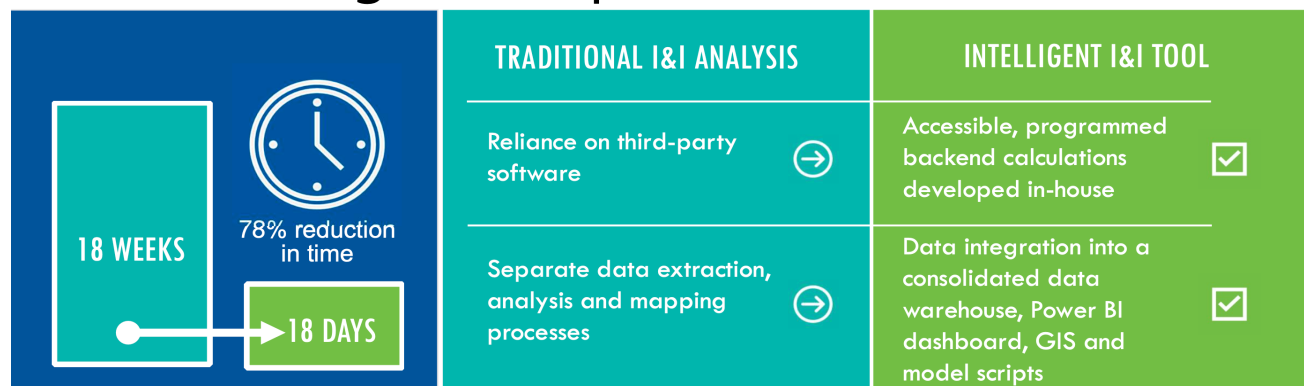 18 WEEKS
78% reduction
in time
18 DAYS
TRADITIONAL I&I ANALYSIS
INTELLIGENT I&I TOOL
Reliance on third-party
software
Accessible, programmed
backend calculations
developed in-house
Separate data extraction,
analysis and mapping
processes
Data integration into a
consolidated data
warehouse, Power BI
dashboard, GIS and
model scripts